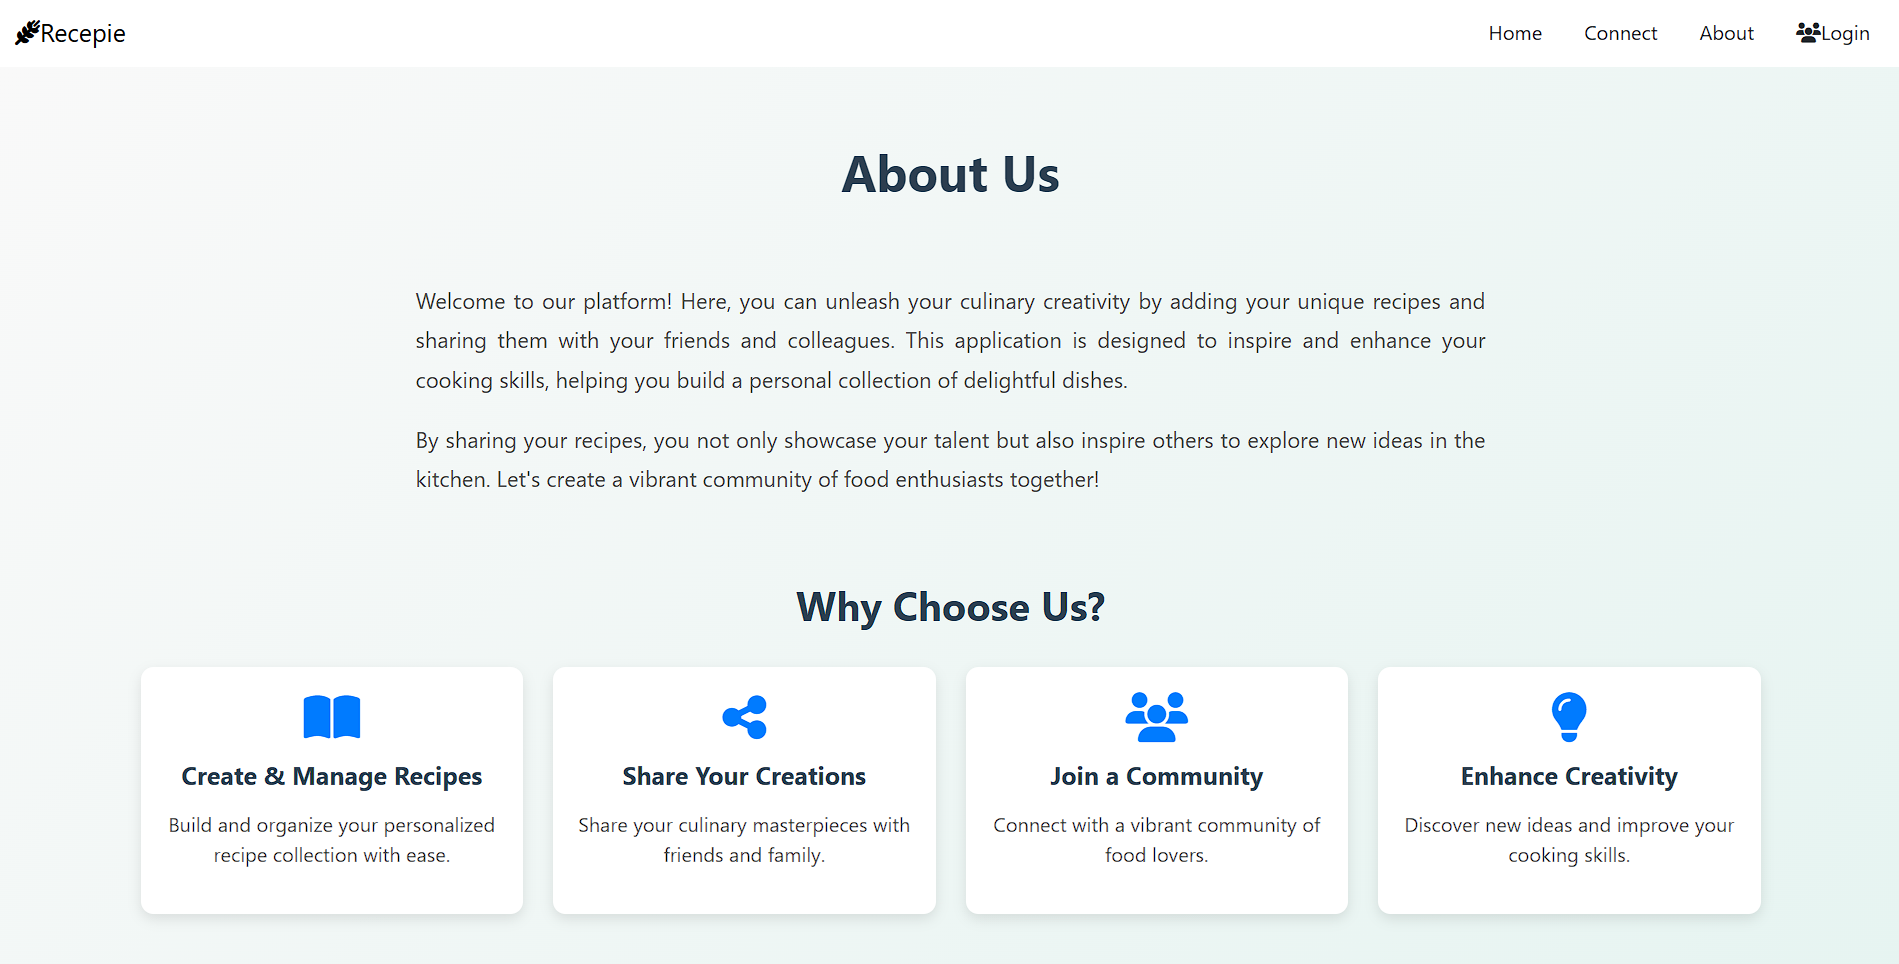 Recepie
Home
Connect
About
Login
About Us
Welcome to our platform! Here, you can unleash your culinary creativity by adding your unique recipes and
sharing them with your friends and colleagues. This application is designed to inspire and enhance your
cooking skills, helping you build a personal collection of delightful dishes.
By sharing your recipes, you not only showcase your talent but also inspire others to explore new ideas in the
kitchen. Let's create a vibrant community of food enthusiasts together!
Why Choose Us?
Create & Manage Recipes
Build and organize your personalized
recipe collection with ease.
Share Your Creations
Share your culinary masterpieces with
friends and family.
Join a Community
Connect with a vibrant community of
food lovers.
Enhance Creativity
Discover new ideas and improve your
cooking skills.